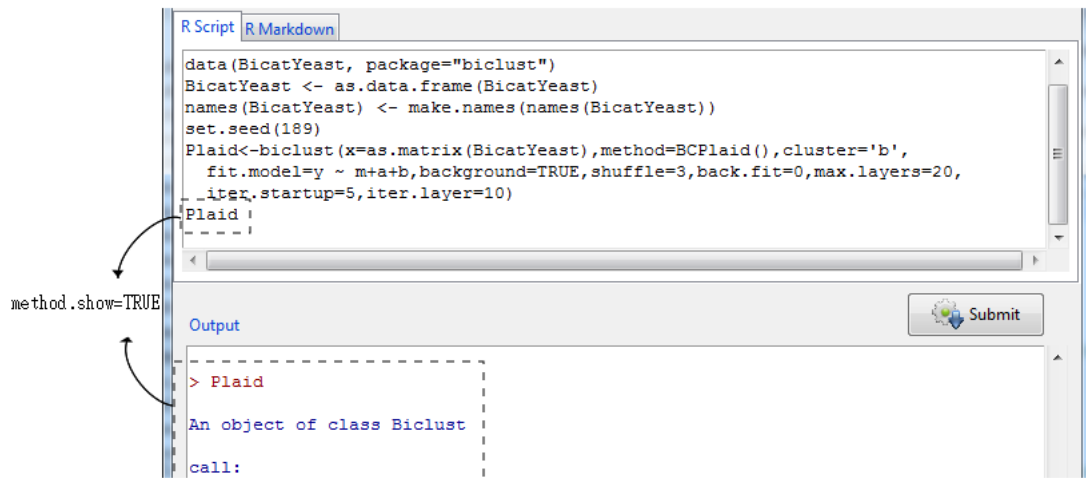 R Script R Markdown
data(BicatYeast, package="biclust")
BicatYeast <- as.data.frame(BicatYeast)
names(BicatYeast) <- make.names(names(BicatYeast))
set.seed(189)
Plaid<-biclust(x=as.matrix(BicatYeast),method=BCPlaid(),cluster='b',
  fit.model=y ~ m+a+b,background=TRUE,shuffle=3,back.fit=0,max.layers=20,
  iter.startup=5,iter.layer=10)
Plaid
method.show=TRUE
Submit
Output
> Plaid
An object of class Biclust
call: